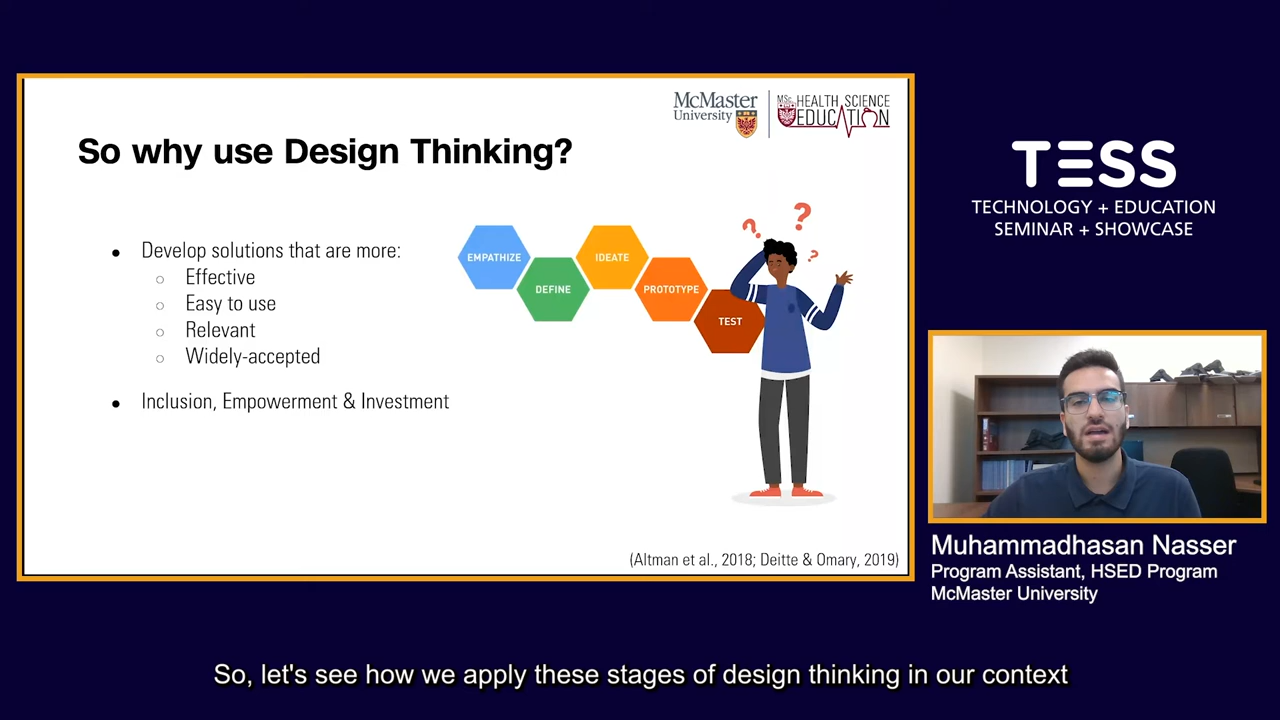 McMaster
University
MSc HEALTH SCIENCE
EDUCATION
So why use Design Thinking?
● Develop solutions that are more:
○ Effective
○ Easy to use
○ Relevant
○ Widely-accepted
● Inclusion, Empowerment & Investment
EMPATHIZE
DEFINE
IDEATE
PROTOTYPE
TEST
? ? ?
(Altman et al., 2018; Deitte & Omary, 2019)
TESS
TECHNOLOGY + EDUCATION
SEMINAR + SHOWCASE
Muhammadhasan Nasser
Program Assistant, HSED Program
McMaster University
So, let's see how we apply these stages of design thinking in our context